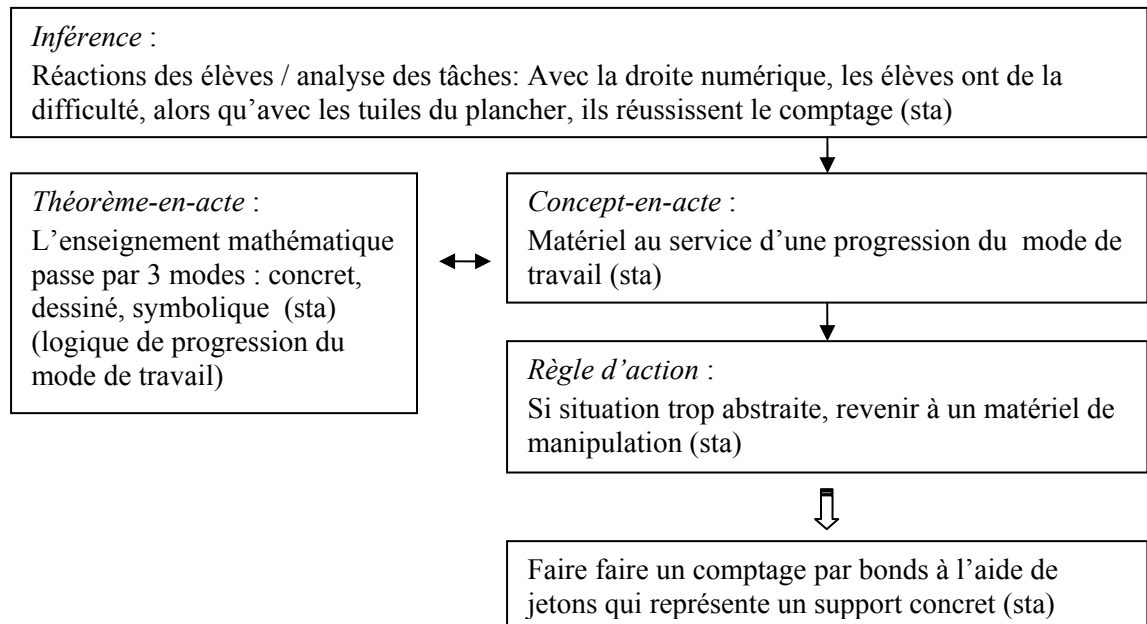 Inférence :
Réactions des élèves / analyse des tâches: Avec la droite numérique, les élèves ont de la
difficulté, alors qu’avec les tuiles du plancher, ils réussissent le comptage (sta)
Théorème-en-acte :
L’enseignement mathématique
passe par 3 modes : concret,
dessiné, symbolique (sta)
(logique de progression du
mode de travail)
Concept-en-acte :
Matériel au service d’une progression du mode de
travail (sta)
Règle d’action :
Si situation trop abstraite, revenir à un matériel de
manipulation (sta)
Faire faire un comptage par bonds à l’aide de
jetons qui représente un support concret (sta)